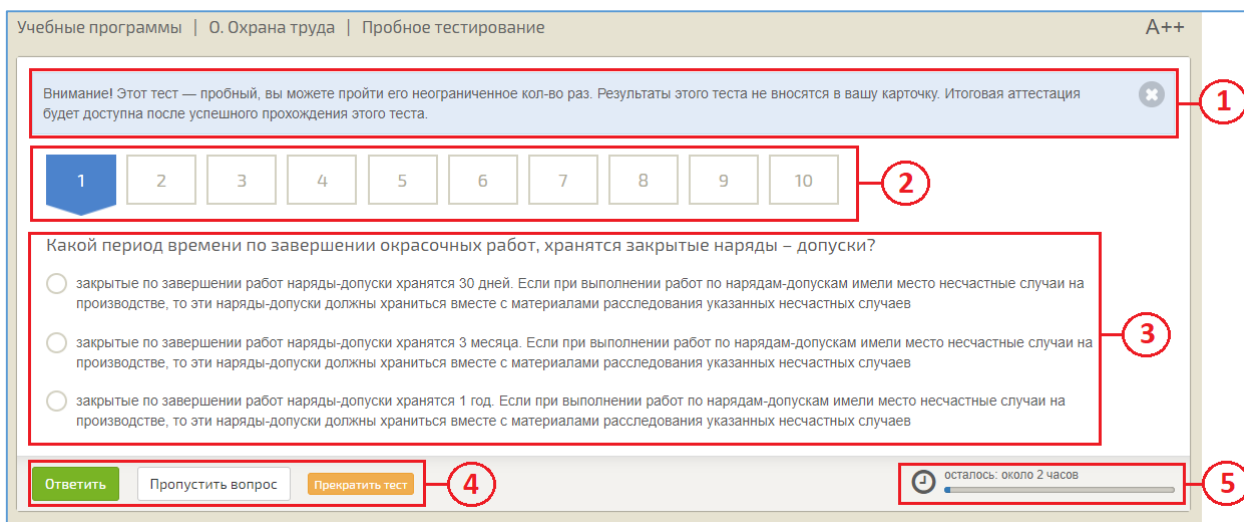 Учебные программы | О. Охрана труда | Пробное тестирование A++
Внимание! Этот тест — пробный, вы можете пройти его неограниченное кол-во раз. Результаты этого теста не вносятся в вашу карточку. Итоговая аттестация
будет доступна после успешного прохождения этого теста.
1
1 2 3 4 5 6 7 8 9 10
2
Какой период времени по завершении окрасочных работ, хранятся закрытые наряды – допуски?
закрытые по завершении работ наряды-допуски хранятся 30 дней. Если при выполнении работ по нарядам-допускам имели место несчастные случаи на
производстве, то эти наряды-допуски должны храниться вместе с материалами расследования указанных несчастных случаев
закрытые по завершении работ наряды-допуски хранятся 3 месяца. Если при выполнении работ по нарядам-допускам имели место несчастные случаи на
производстве, то эти наряды-допуски должны храниться вместе с материалами расследования указанных несчастных случаев
закрытые по завершении работ наряды-допуски хранятся 1 год. Если при выполнении работ по нарядам-допускам имели место несчастные случаи на
производстве, то эти наряды-допуски должны храниться вместе с материалами расследования указанных несчастных случаев
3
Ответить Пропустить вопрос Прекратить тест
4
осталось: около 2 часов
5